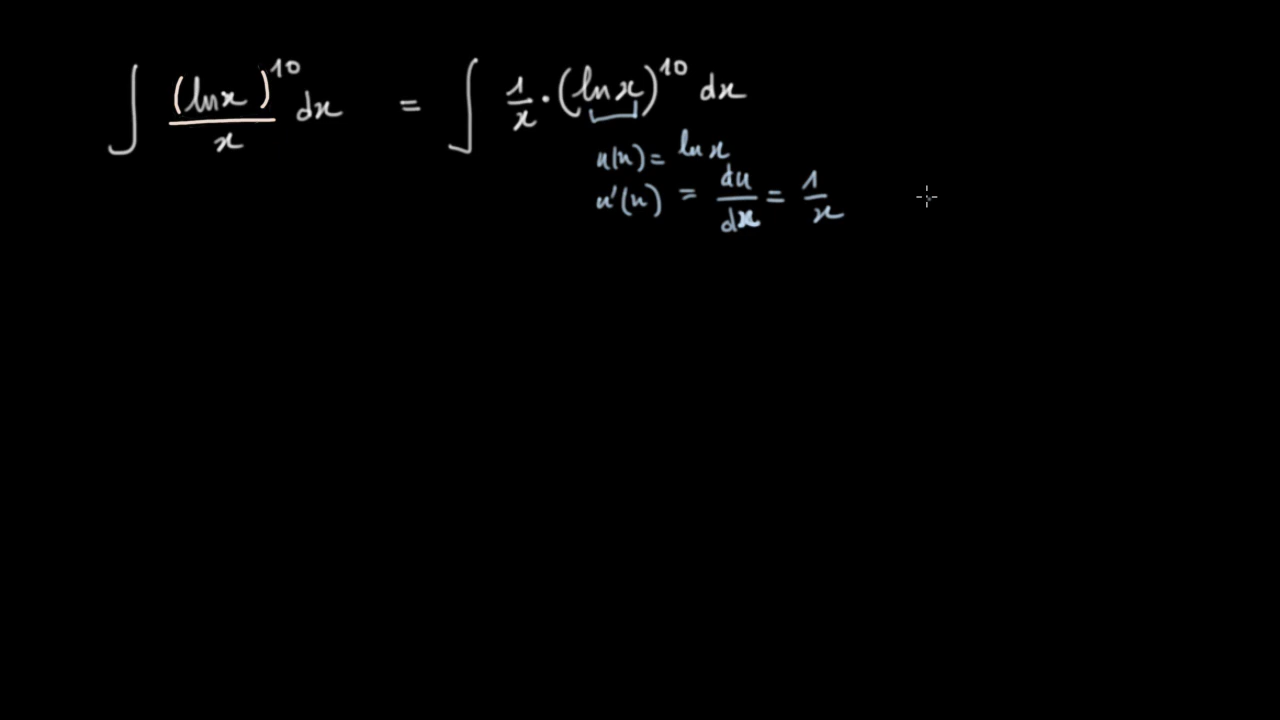 ∫ (ln x)^10 / x dx = ∫ 1/x · (ln x)^10 dx
u(x) = ln x
u'(x) = du/dx = 1/x